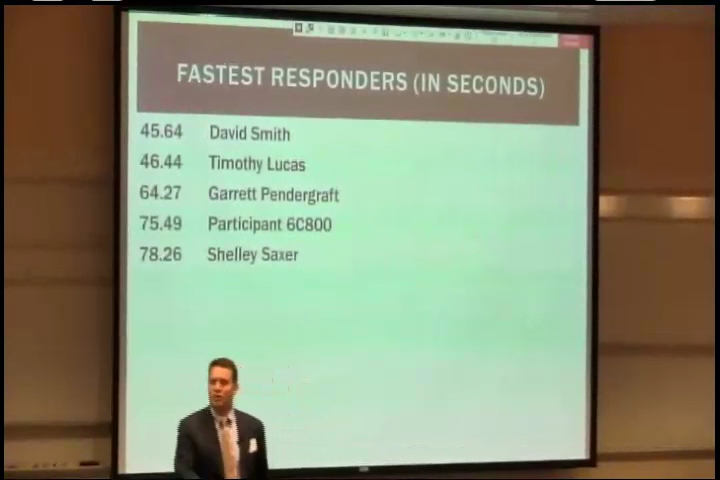 FASTEST RESPONDERS (IN SECONDS)
45.64 David Smith
46.44 Timothy Lucas
64.27 Garrett Pendergraft
75.49 Participant 6C800
78.26 Shelley Saxer